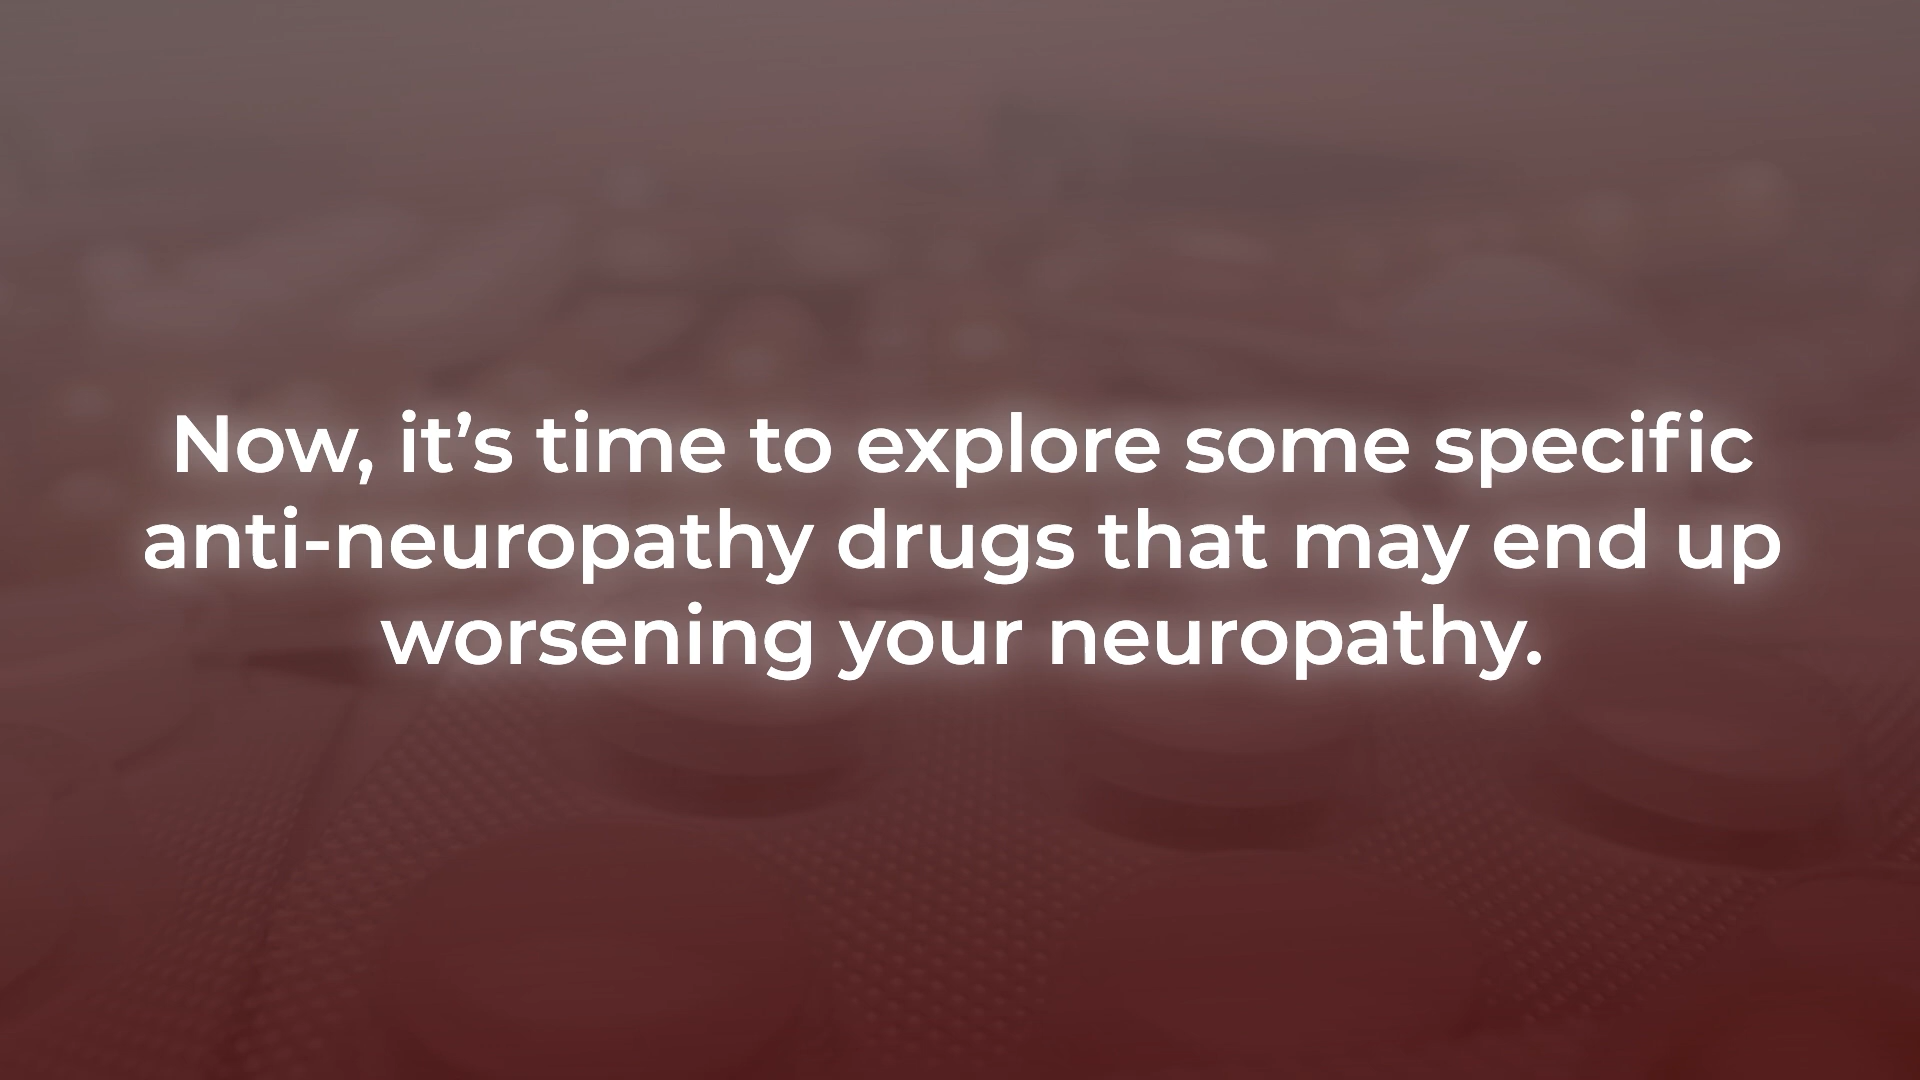 Now, it’s time to explore some specific
anti-neuropathy drugs that may end up
worsening your neuropathy.